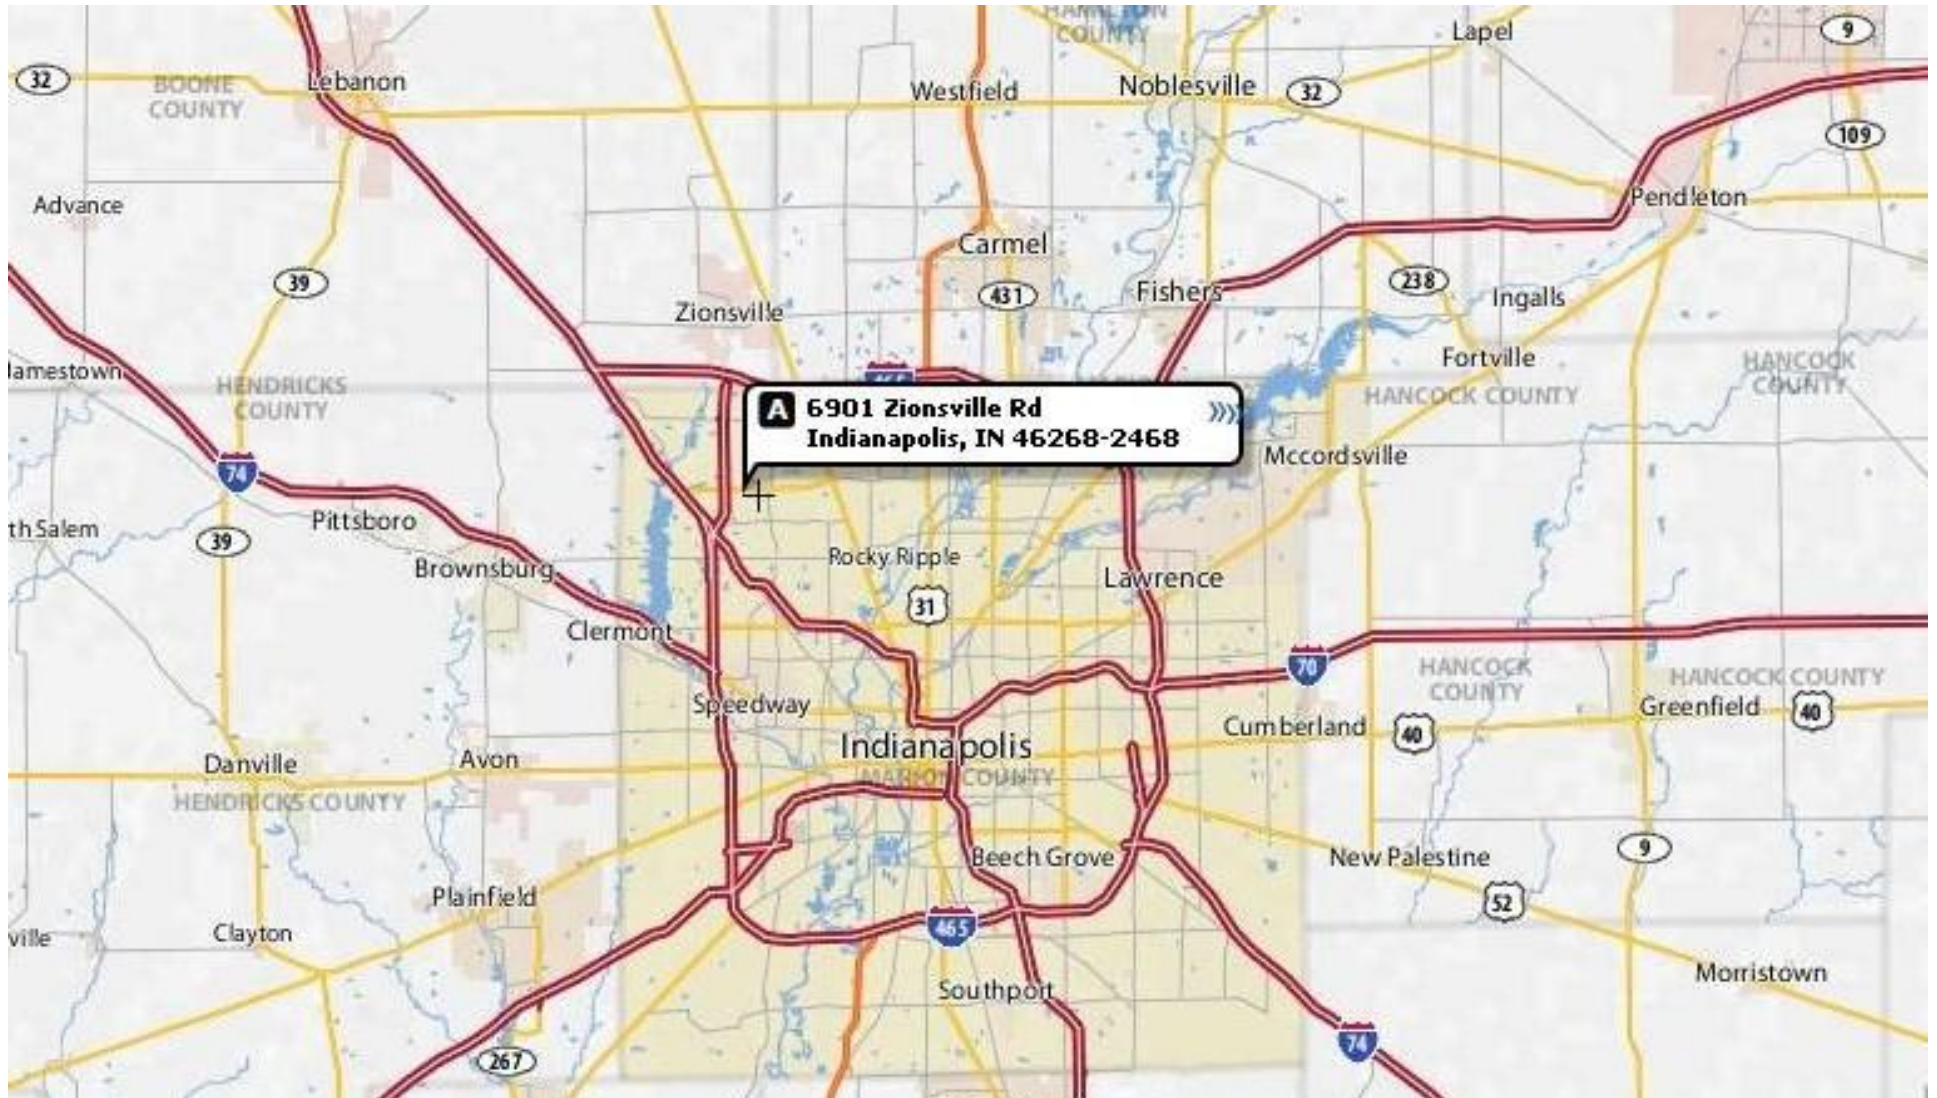 HAMILTON
COUNTY
Lapel
9
32
BOONE
COUNTY
Lebanon
Westfield
Noblesville
32
109
Advance
Pendleton
Carmel
39
431
Fishers
238
Ingalls
Zionsville
Jamestown
HENDRICKS
COUNTY
465
Fortville
HANCOCK
COUNTY
HANCOCK COUNTY
A 6901 Zionsville Rd
Indianapolis, IN 46268-2468
Mccordsville
74
Pittsboro
th Salem
39
Brownsburg
Rocky Ripple
Lawrence
31
Clermont
70
HANCOCK
COUNTY
HANCOCK COUNTY
Speedway
Greenfield
40
Cumberland
40
Indianapolis
MARION COUNTY
Danville
Avon
HENDRICKS COUNTY
Beech Grove
New Palestine
9
Plainfield
52
ville
Clayton
465
Morristown
Southport
74
267